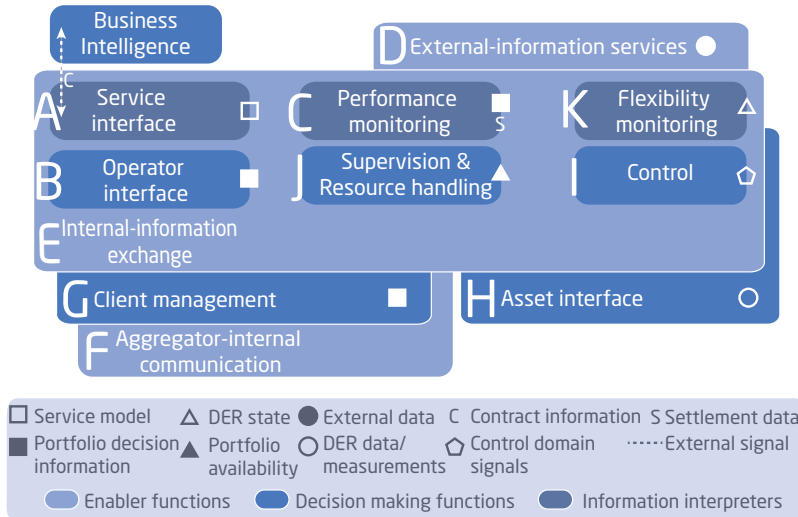 Business
Intelligence
D External-information services
C
A Service
interface
C Performance
monitoring
S
K Flexibility
monitoring
B Operator
interface
J Supervision &
Resource handling
I Control
E Internal-information
exchange
G Client management
H Asset interface
F Aggregator-internal
communication
Service model
DER state
External data
C Contract information
S Settlement data
Portfolio decision
information
Portfolio
availability
DER data/
measurements
Control domain
signals
External signal
Enabler functions
Decision making functions
Information interpreters